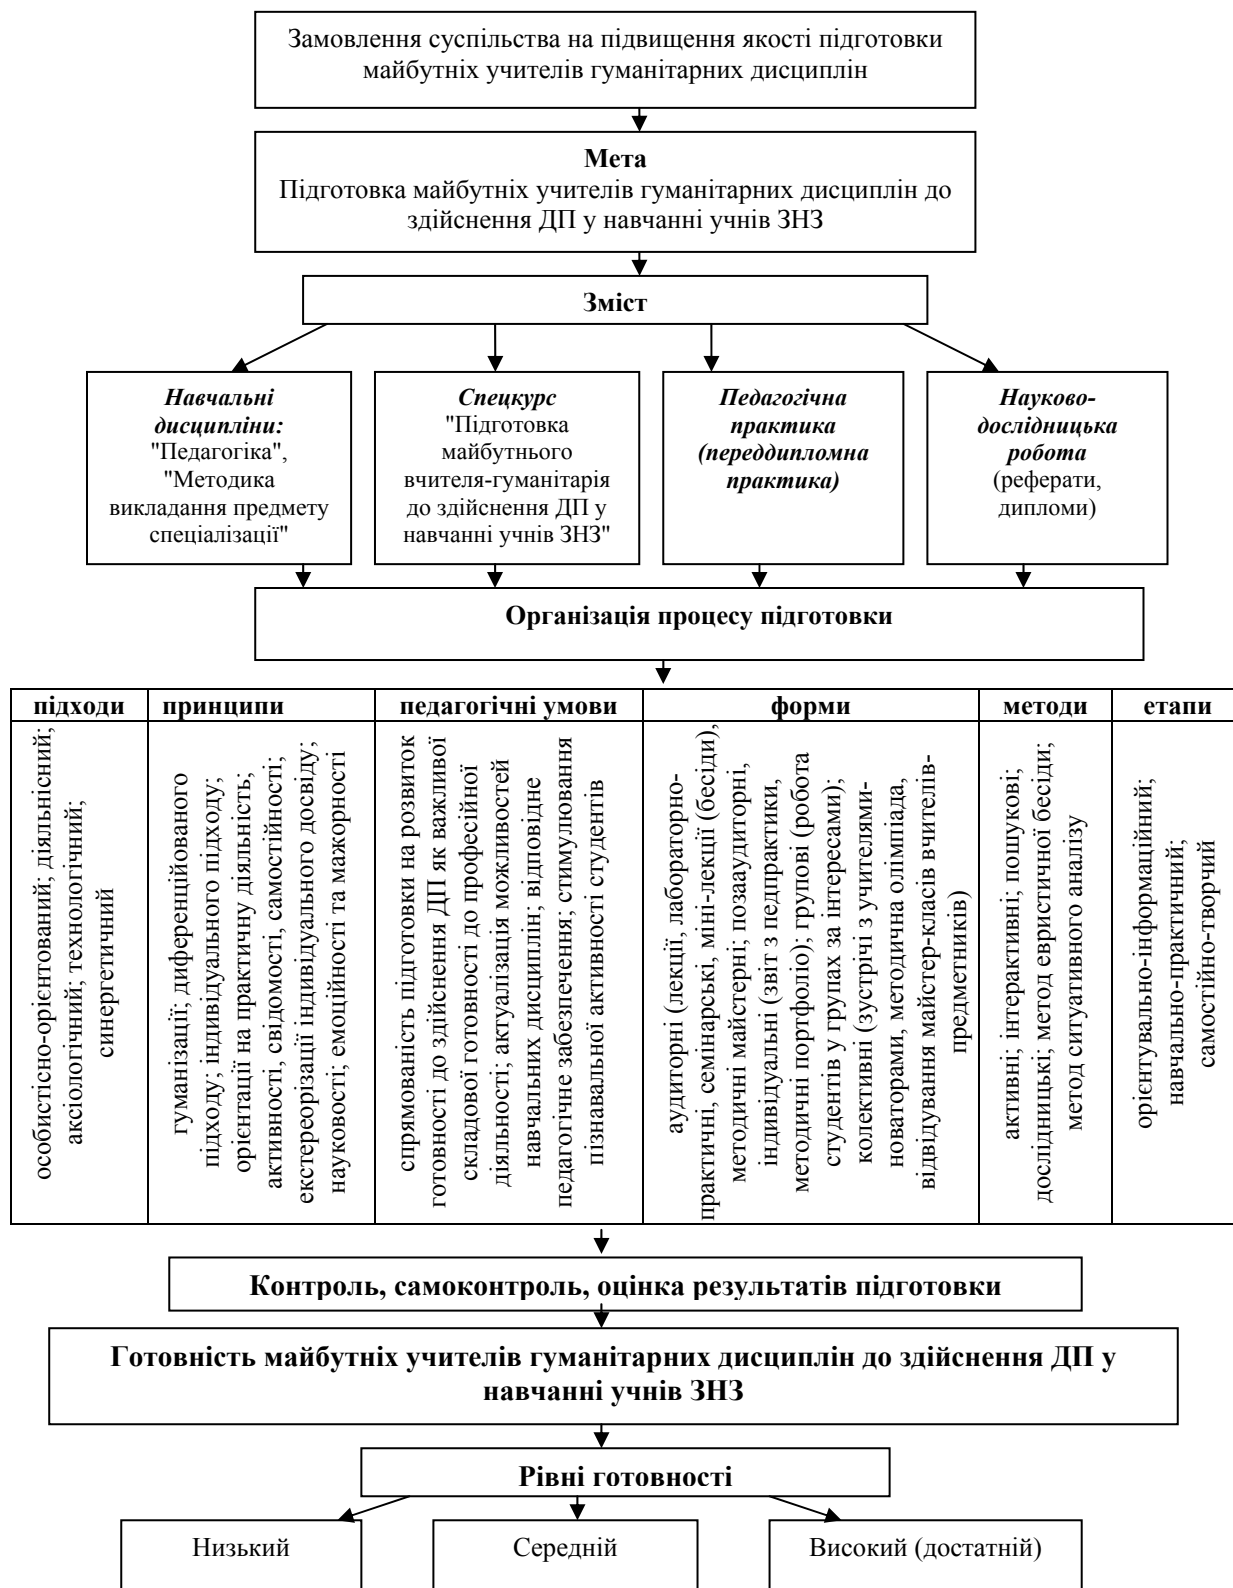 Замовлення суспільства на підвищення якості підготовки
майбутніх учителів гуманітарних дисциплін
Мета
Підготовка майбутніх учителів гуманітарних дисциплін до
здійснення ДП у навчанні учнів ЗНЗ
Зміст
Навчальні
дисципліни:
"Педагогіка",
"Методика
викладання предмету
спеціалізації"
Спецкурс
"Підготовка
майбутнього
вчителя-гуманітарія
до здійснення ДП у
навчанні учнів ЗНЗ"
Педагогічна
практика
(переддипломна
практика)
Науково-
дослідницька
робота
(реферати,
дипломи)
Організація процесу підготовки
підходи
принципи
педагогічні умови
форми
методи
етапи
особистісно-орієнтований; діяльнісний;
аксіологічний; технологічний;
синергетичний
гуманізації; диференційованого
підходу; індивідуального підходу;
орієнтації на практичну діяльність;
активності, свідомості, самостійності;
екстереорізації індивідуального досвіду;
науковості; емоційності та мажорності
спрямованість підготовки на розвиток
готовності до здійснення ДП як важливої
складової готовності до професійної
діяльності; актуалізація можливостей
навчальних дисциплін; відповідне
педагогічне забезпечення; стимулювання
пізнавальної активності студентів
аудиторні (лекції, лабораторно-
практичні, семінарські, міні-лекції (бесіди),
методичні майстерні; позааудиторні,
індивідуальні (звіт з педпрактики,
методичні портфоліо); групові (робота
студентів у групах за інтересами);
колективні (зустрічі з учителями-
новаторами, методична олімпіада,
відвідування майстер-класів вчителів-
предметників)
активні; інтерактивні; пошукові;
дослідницькі; метод евристичної бесіди;
метод ситуативного аналізу
орієнтувально-інформаційний;
навчально-практичний;
самостійно-творчий
Контроль, самоконтроль, оцінка результатів підготовки
Готовність майбутніх учителів гуманітарних дисциплін до здійснення ДП у
навчанні учнів ЗНЗ
Рівні готовності
Низький
Середній
Високий (достатній)